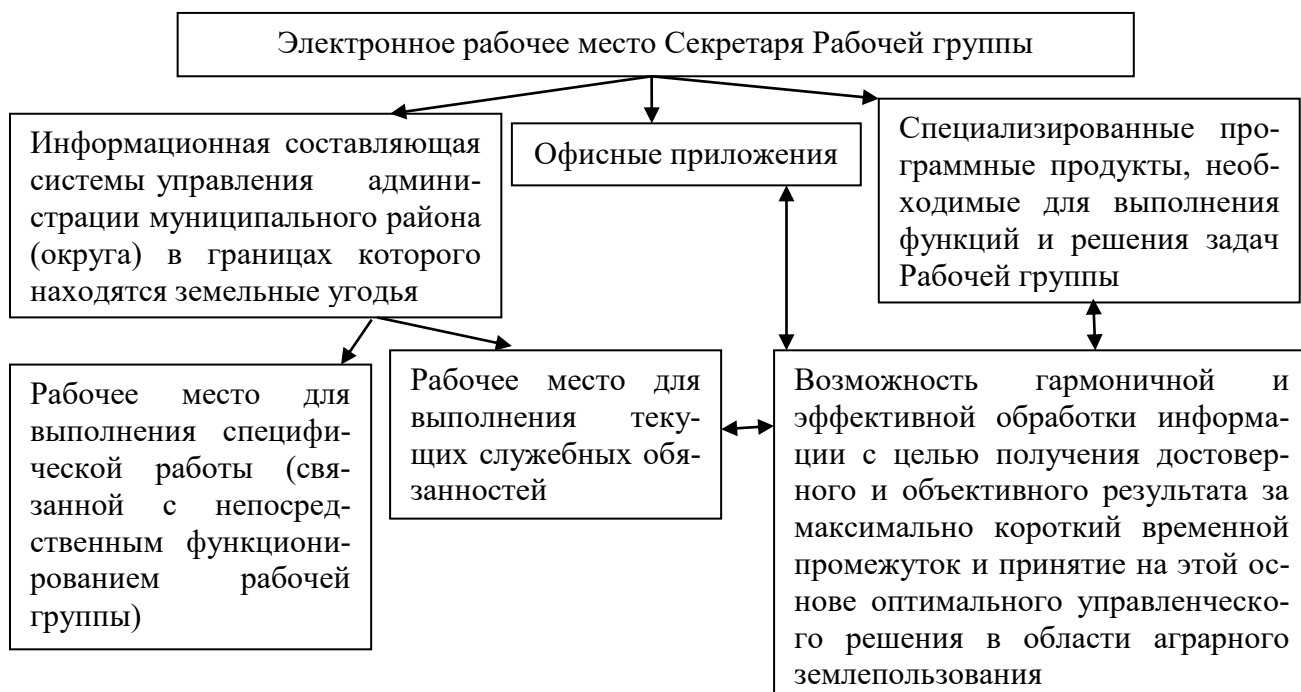 Электронное рабочее место Секретаря Рабочей группы
Информационная составляющая
системы управления админи-
страции муниципального района
(округа) в границах которого
находятся земельные угодья
Офисные приложения
Специализированные про-
граммные продукты, необ-
ходимые для выполнения
функций и решения задач
Рабочей группы
Рабочее место для
выполнения специфи-
ческой работы (свя-
занной с непосред-
ственным функциони-
рованием рабочей
группы)
Рабочее место для
выполнения теку-
щих служебных обя-
занностей
Возможность гармоничной и
эффективной обработки информа-
ции с целью получения достовер-
ного и объективного результата за
максимально короткий временной
промежуток и принятие на этой ос-
нове оптимального управленческо-
го решения в области аграрного
землепользования